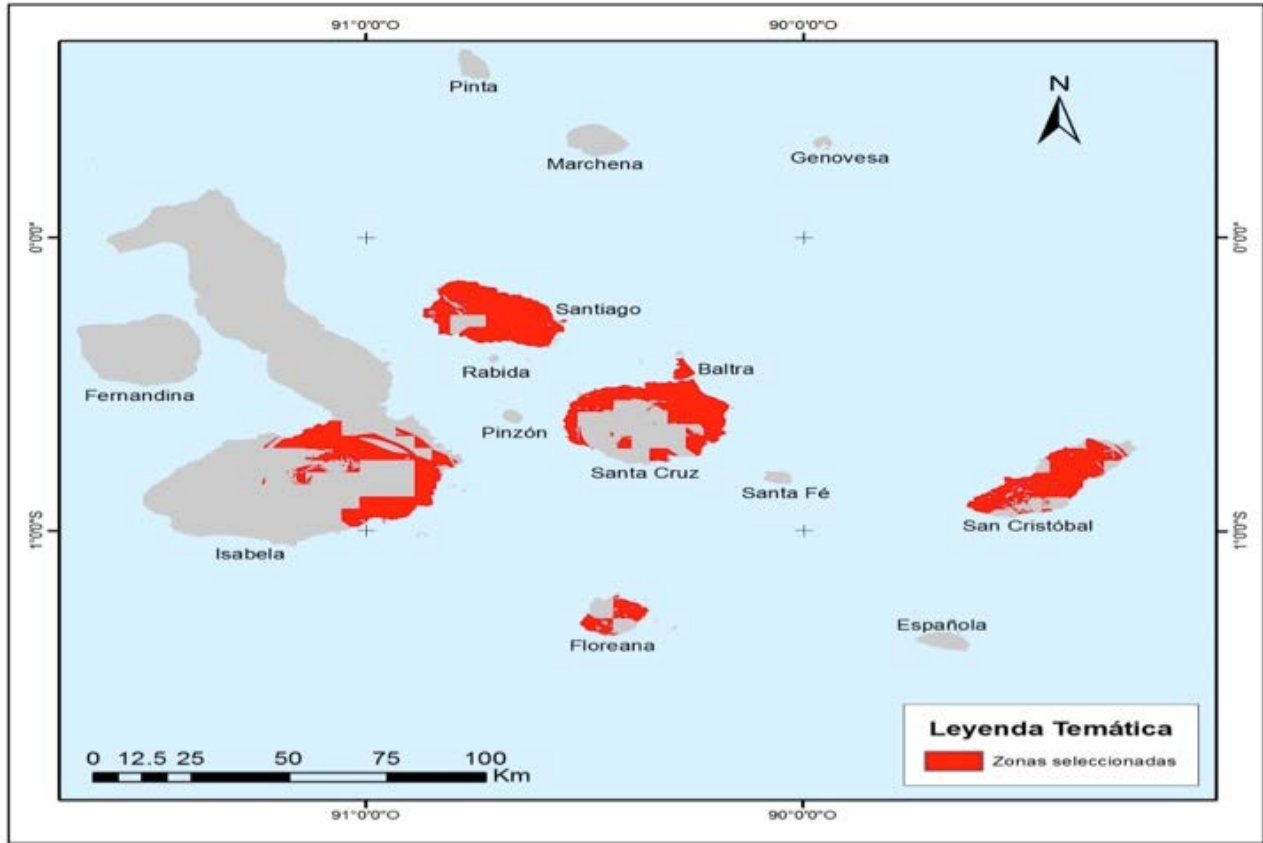 91°0'0"O 90°0'0"O
N
Pinta
Marchena
Genovesa
0°0'0" 0°0'0"
Santiago
Rabida
Baltra
Fernandina
Pinzón
Santa Cruz
Santa Fé
San Cristóbal
1°0'0"S 1°0'0"S
Isabela
Floreana
Española
Leyenda Temática
Zonas seleccionadas
0 12.5 25 50 75 100
Km
91°0'0"O 90°0'0"O